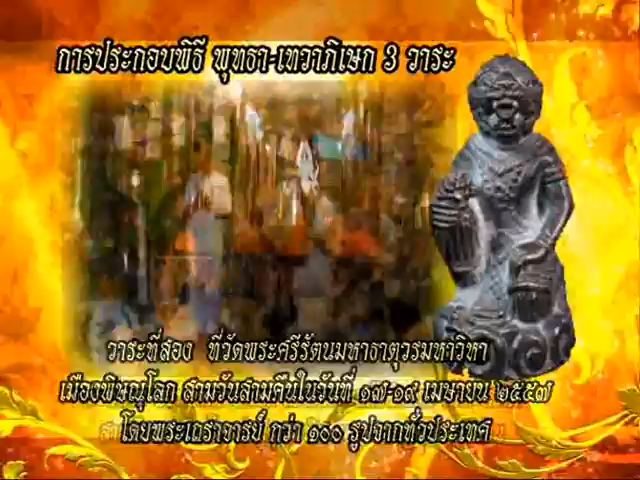 การประกอบพิธี พุทธา-เทวาภิเษก 3 วาระ
วาระที่สอง ที่วัดพระศรีรัตนมหาธาตุวรมหาวิหา
เมืองพิษณุโลก สามวันสามคืนในวันที่ ๑๗-๑๙ เมษายน ๒๕๕๗
โดยพระเถราจารย์ กว่า ๑๐๐ รูปจากทั่วประเทศ